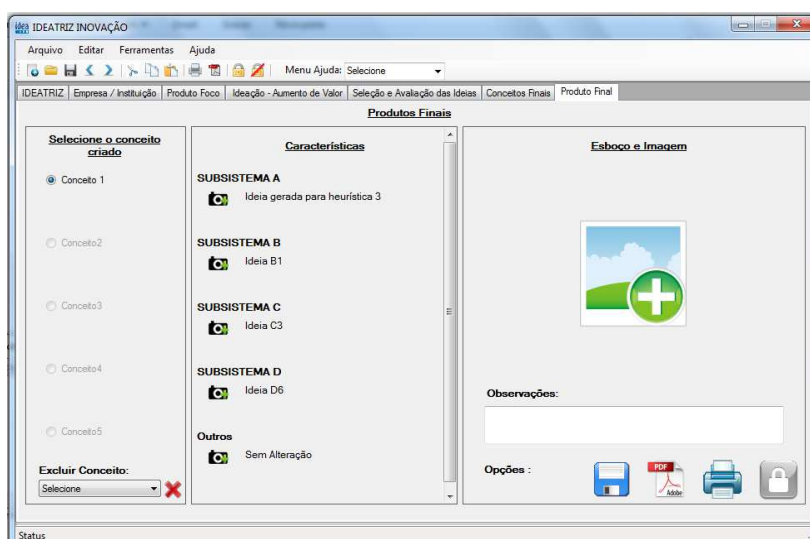 idea IDEATRIZ INOVAÇÃO
Arquivo Editar Ferramentas Ajuda
Menu Ajuda: Selecione
IDEATRIZ Empresa / Instituição Produto Foco Ideação - Aumento de Valor Seleção e Avaliação das Ideias Conceitos Finais Produto Final
Produtos Finais
Selecione o conceito
criado
Conceito 1
Conceito2
Conceito3
Conceito4
Conceito5
Excluir Conceito:
Selecione
Características
SUBSISTEMA A
Ideia gerada para heurística 3
SUBSISTEMA B
Ideia B1
SUBSISTEMA C
Ideia C3
SUBSISTEMA D
Ideia D6
Outros
Sem Alteração
Esboço e Imagem
Observações:
Opções :
PDF
Adobe
Status